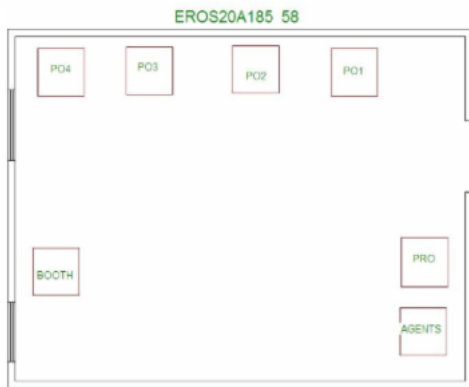 EROS20A185 58
PO4 PO3 PO2 PO1
BOOTH PRO
AGENTS